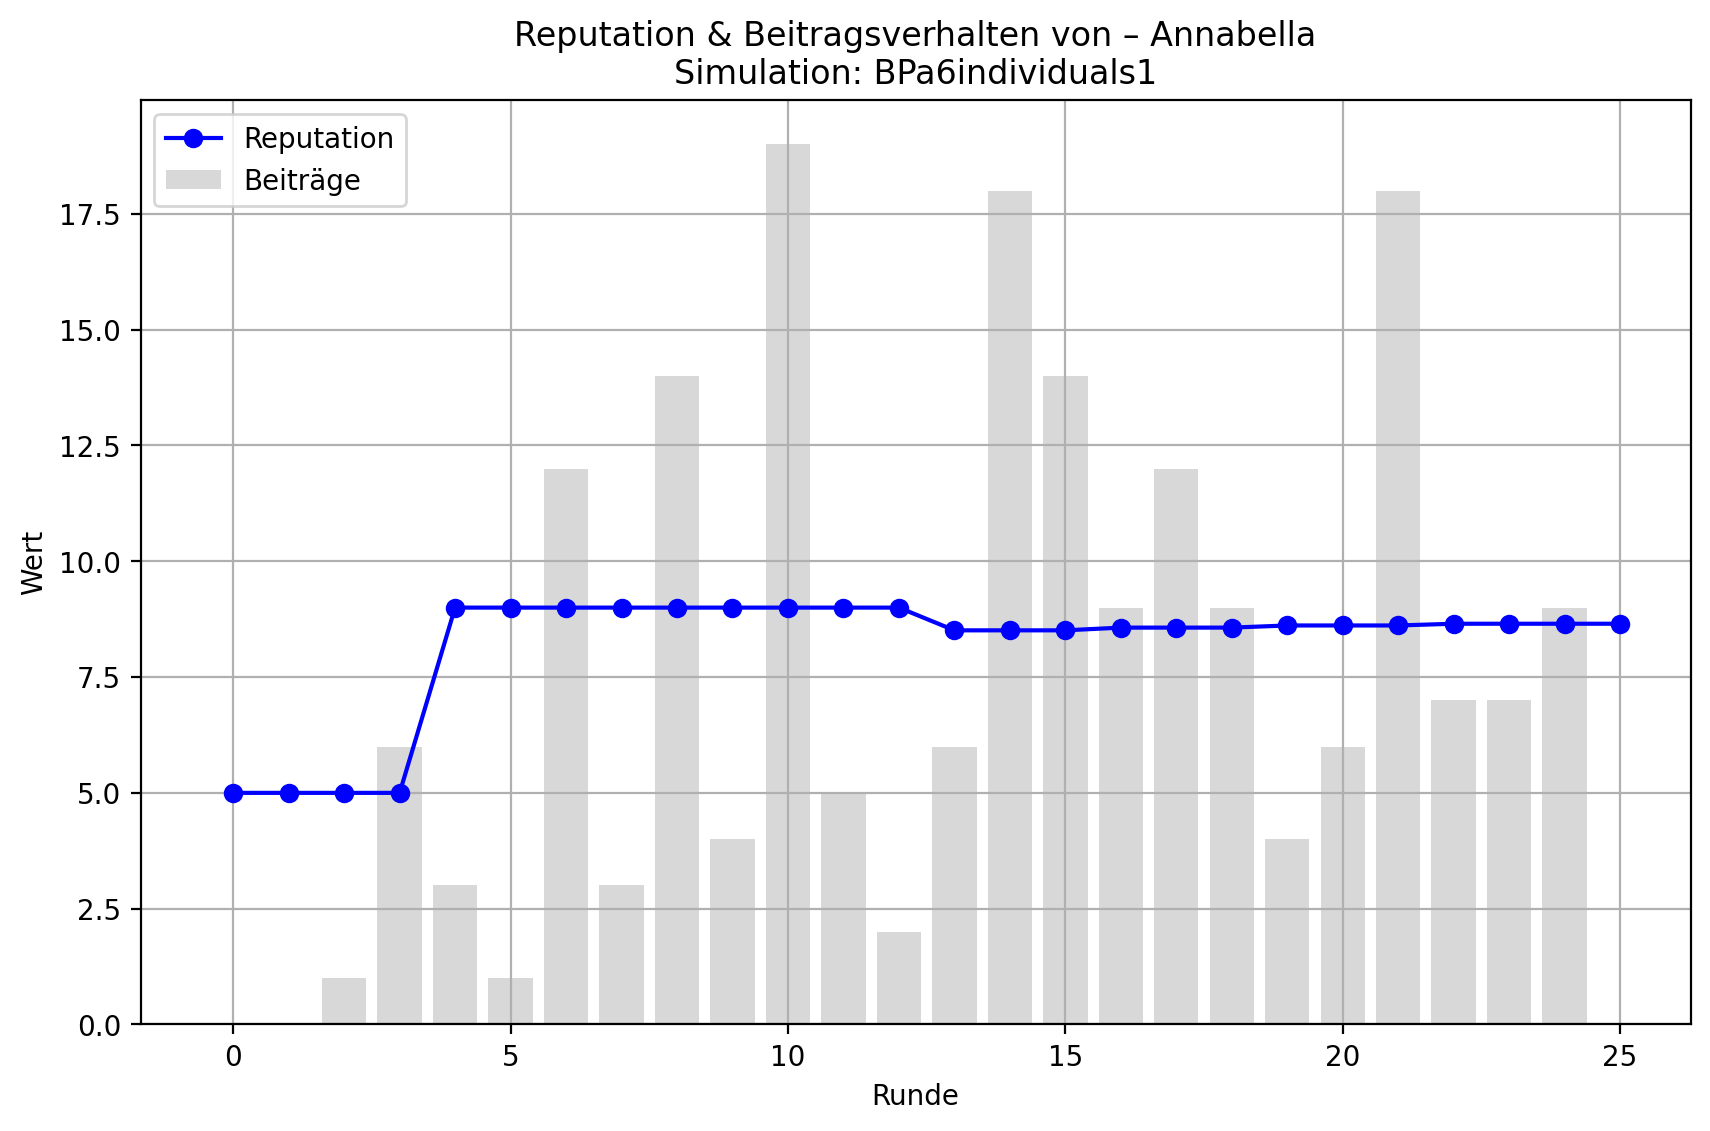 Reputation & Beitragsverhalten von – Annabella
Simulation: BPa6individuals1
Reputation
Beiträge
17.5
15.0
12.5
10.0
7.5
5.0
2.5
0.0
Wert
0 5 10 15 20 25
Runde